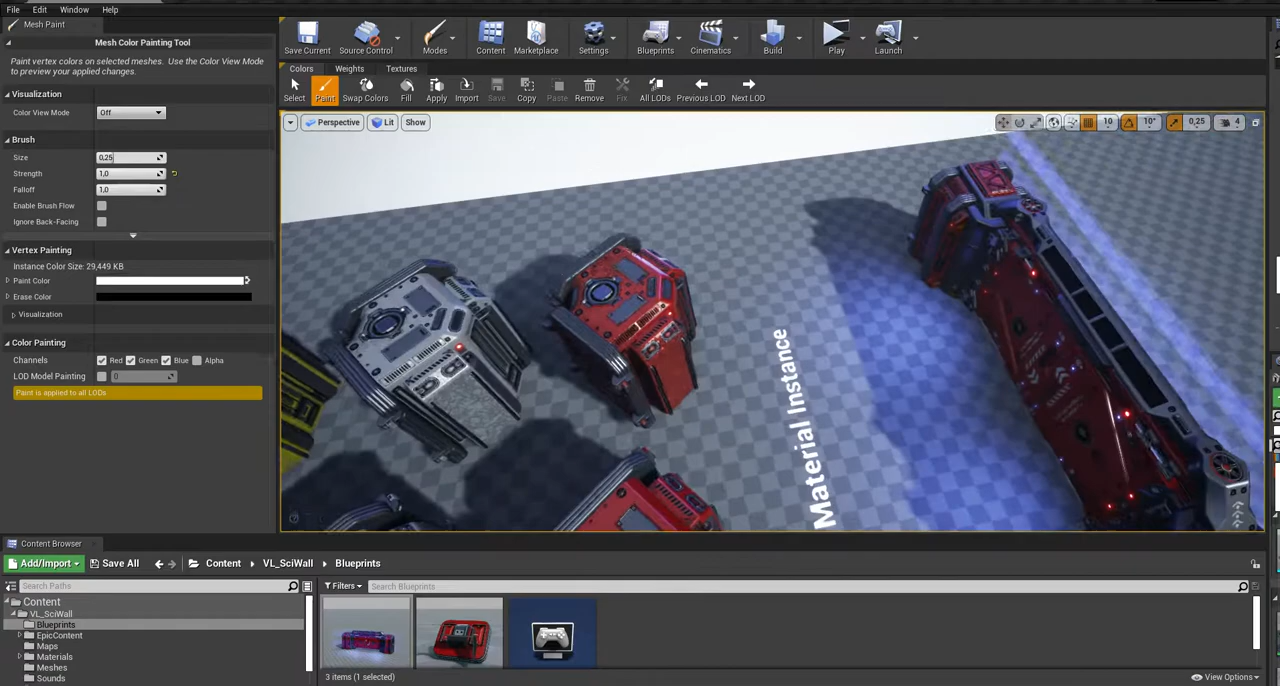 File Edit Window Help
Mesh Paint
Mesh Color Painting Tool
Paint vertex colors on selected meshes. Use the Color View Mode
to preview your applied changes.
Visualization
Color View Mode Off
Brush
Size 0,25
Strength 1,0
Falloff 1,0
Enable Brush Flow
Ignore Back-Facing
Vertex Painting
Instance Color Size: 29,449 KB
Paint Color
Erase Color
Visualization
Color Painting
Channels Red Green Blue Alpha
LOD Model Painting 0
Paint is applied to all LODs
Save Current Source Control Modes Content Marketplace Settings Blueprints Cinematics Build Play Launch
Colors Weights Textures
Select Paint Swap Colors Fill Apply Import Save Copy Paste Remove Fix All LODs Previous LOD Next LOD
Perspective Lit Show 10 10° 0,25 4
Material Instance
Content Browser
Add/Import Save All Content VL_SciWall Blueprints
Search Paths
Filters Search Blueprints
Content
VL_SciWall
Blueprints
EpicContent
Maps
Materials
Meshes
Sounds
3 items (1 selected) View Options